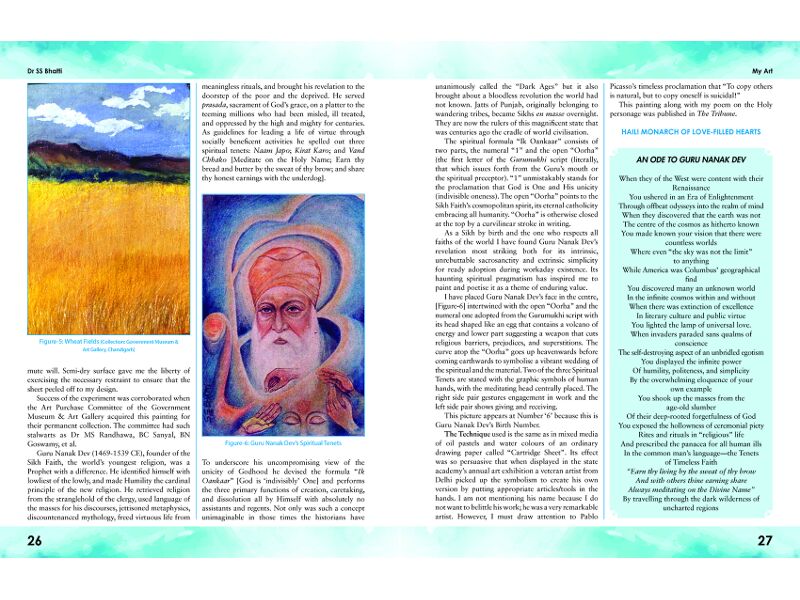 Dr SS Bhatti
Figure-5: Wheat Fields (Collection: Government Museum &
Art Gallery, Chandigarh)
mute will. Semi-dry surface gave me the liberty of
exercising the necessary restraint to ensure that the
sheet peeled off to my design.
Success of the experiment was corroborated when
the Art Purchase Committee of the Government
Museum & Art Gallery acquired this painting for
their permanent collection. The committee had such
stalwarts as Dr MS Randhawa, BC Sanyal, BN
Goswamy, et al.
Guru Nanak Dev (1469-1539 CE), founder of the
Sikh Faith, the world's youngest religion, was a
Prophet with a difference. He identified himself with
lowliest of the lowly, and made Humility the cardinal
principle of the new religion. He retrieved religion
from the stranglehold of the clergy, used language of
the masses for his discourses, jettisoned metaphysics,
discountenanced mythology, freed virtuous life from
meaningless rituals, and brought his revelation to the
doorstep of the poor and the deprived. He served
prasada, sacrament of God's grace, on a platter to the
teeming millions who had been misled, ill treated,
and oppressed by the high and mighty for centuries.
As guidelines for leading a life of virtue through
socially beneficent activities he spelled out three
spiritual tenets: Naam Japo; Kirat Karo; and Vand
Chhako [Meditate on the Holy Name; Earn thy
bread and butter by the sweat of thy brow; and share
thy honest earnings with the underdog].
Figure-6: Guru Nanak Dev's Spiritual Tenets
To underscore his uncompromising view of the
unicity of Godhood he devised the formula "Ik
Oankaar" [God is 'indivisibly' One] and performs
the three primary functions of creation, caretaking,
and dissolution all by Himself with absolutely no
assistants and regents. Not only was such a concept
unimaginable in those times the historians have
26
My Art
unanimously called the "Dark Ages" but it also
brought about a bloodless revolution the world had
not known. Jatts of Punjab, originally belonging to
wandering tribes, became Sikhs en masse overnight.
They are now the rulers of this magnificent state that
was centuries ago the cradle of world civilisation.
The spiritual formula "Ik Oankaar" consists of
two parts, the numeral "1" and the open "Oorha"
(the first letter of the Gurumukhi script (literally,
that which issues forth from the Guru's mouth or
the spiritual preceptor). "1" unmistakably stands for
the proclamation that God is One and His unicity
(indivisible oneness). The open "Oorha" points to the
Sikh Faith's cosmopolitan spirit, its eternal catholicity
embracing all humanity. "Oorha" is otherwise closed
at the top by a curvilinear stroke in writing.
As a Sikh by birth and the one who respects all
faiths of the world I have found Guru Nanak Dev's
revelation most striking both for its intrinsic,
unrebuttable sacrosanctity and extrinsic simplicity
for ready adoption during workaday existence. Its
haunting spiritual pragmatism has inspired me to
paint and poetise it as a theme of enduring value.
I have placed Guru Nanak Dev's face in the centre,
[Figure-6] intertwined with the open "Oorha" and the
numeral one adopted from the Gurumukhi script with
its head shaped like an egg that contains a volcano of
energy and lower part suggesting a weapon that cuts
religious barriers, prejudices, and superstitions. The
curve atop the "Oorha" goes up heavenwards before
coming earthwards to symbolise a vibrant wedding of
the spiritual and the material. Two of the three Spiritual
Tenets are stated with the graphic symbols of human
hands, with the meditating head centrally placed. The
right side pair gestures engagement in work and the
left side pair shows giving and receiving.
This picture appears at Number '6' because this is
Guru Nanak Dev's Birth Number.
The Technique used is the same as in mixed media
of oil pastels and water colours of an ordinary
drawing paper called "Cartridge Sheet". Its effect
was so persuasive that when displayed in the state
academy's annual art exhibition a veteran artist from
Delhi picked up the symbolism to create his own
version by putting appropriate articles/tools in the
hands. I am not mentioning his name because I do
not want to belittle his work; he was a very remarkable
artist. However, I must draw attention to Pablo
Picasso's timeless proclamation that "To copy others
is natural, but to copy oneself is suicidal!"
This painting along with my poem on the Holy
personage was published in The Tribune.
HAIL! MONARCH OF LOVE-FILLED HEARTS
AN ODE TO GURU NANAK DEV
When they of the West were content with their
Renaissance
You ushered in an Era of Enlightenment
Through offbeat odysseys into the realm of mind
When they discovered that the earth was not
The centre of the cosmos as hitherto known
You made known your vision that there were
countless worlds
Where even "the sky was not the limit"
to anything
While America was Columbus' geographical
find
You discovered many an unknown world
In the infinite cosmos within and without
When there was extinction of excellence
In literary culture and public virtue
You lighted the lamp of universal love.
When invaders paraded sans qualms of
conscience
The self-destroying aspect of an unbridled egotism
You displayed the infinite power
Of humility, politeness, and simplicity
By the overwhelming eloquence of your
own example
You shook up the masses from the
age-old slumber
Of their deep-rooted forgetfulness of God
You exposed the hollowness of ceremonial piety
Rites and rituals in "religious" life
And prescribed the panacea for all human ills
In the common man's language—the Tenets
of Timeless Faith
"Earn thy living by the sweat of thy brow
And with others thine earning share
Always meditating on the Divine Name"
By travelling through the dark wilderness of
uncharted regions
27